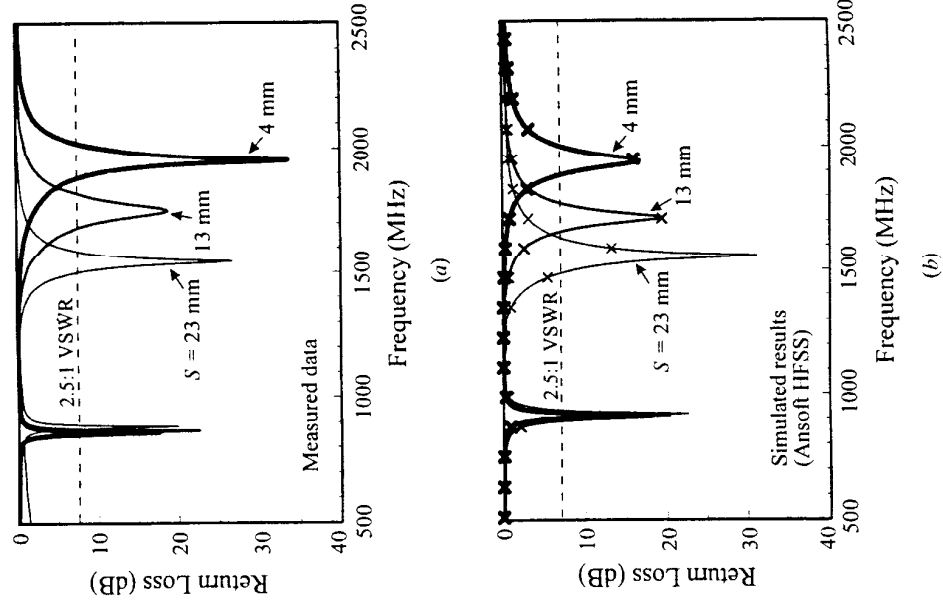 0
10
20
30
40
Return Loss (dB)
500
1000
1500
2000
2500
Frequency (MHz)
2.5:1 VSWR
S = 23 mm
13 mm
4 mm
Measured data
(a)
0
10
20
30
40
Return Loss (dB)
500
1000
1500
2000
2500
Frequency (MHz)
2.5:1 VSWR
S = 23 mm
13 mm
4 mm
Simulated results
(Ansoft HFSS)
(b)